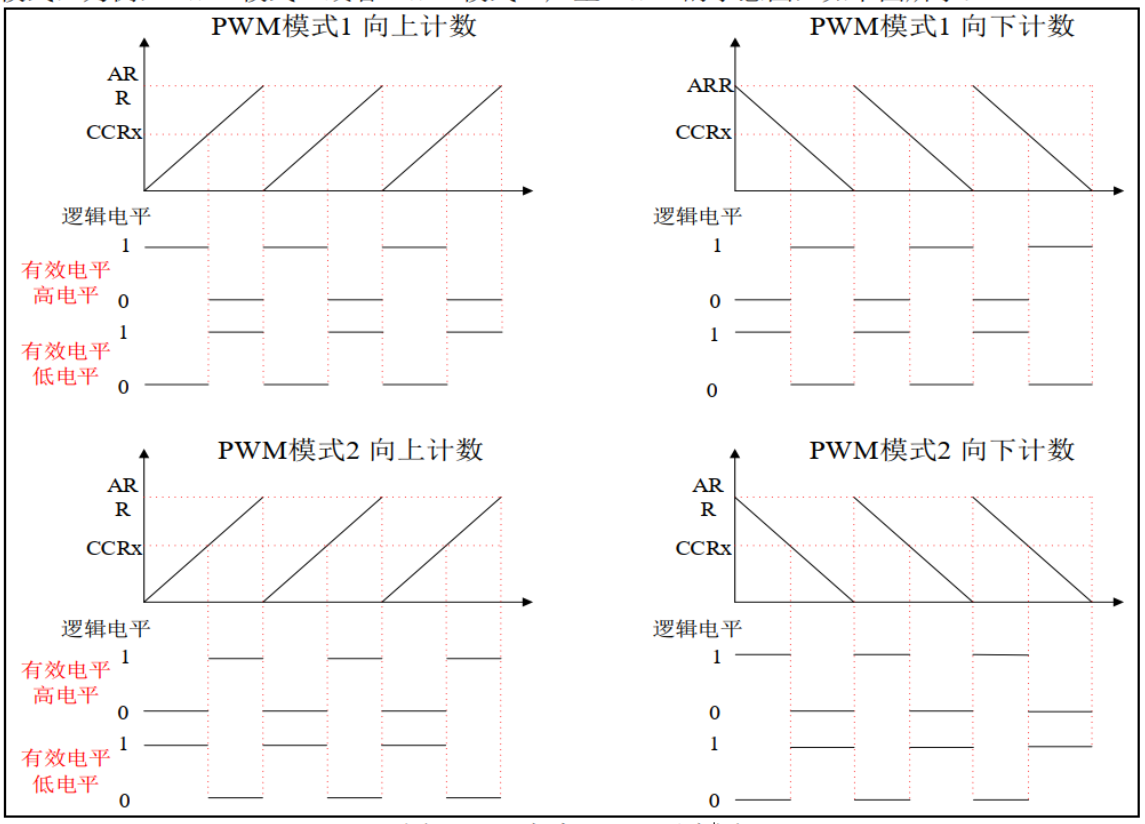 PWM模式1 向上计数
AR
R
CCRx
逻辑电平
1
有效电平
高电平
0
1
有效电平
低电平
0
PWM模式1 向下计数
ARR
CCRx
逻辑电平
1
0
1
0
PWM模式2 向上计数
AR
R
CCRx
逻辑电平
1
有效电平
高电平
0
1
有效电平
低电平
0
PWM模式2 向下计数
AR
R
CCRx
逻辑电平
1
0
1
0